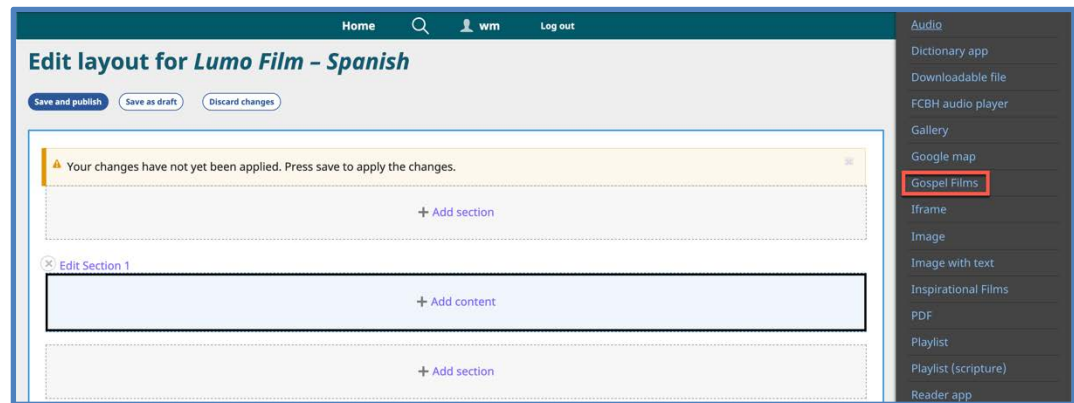 Home wm Log out
Edit layout for Lumo Film – Spanish
Save and publish Save as draft Discard changes
Your changes have not yet been applied. Press save to apply the changes.
+ Add section
Edit Section 1
+ Add content
+ Add section
Audio
Dictionary app
Downloadable file
FCBH audio player
Gallery
Google map
Gospel Films
Iframe
Image
Image with text
Inspirational Films
PDF
Playlist
Playlist (scripture)
Reader app